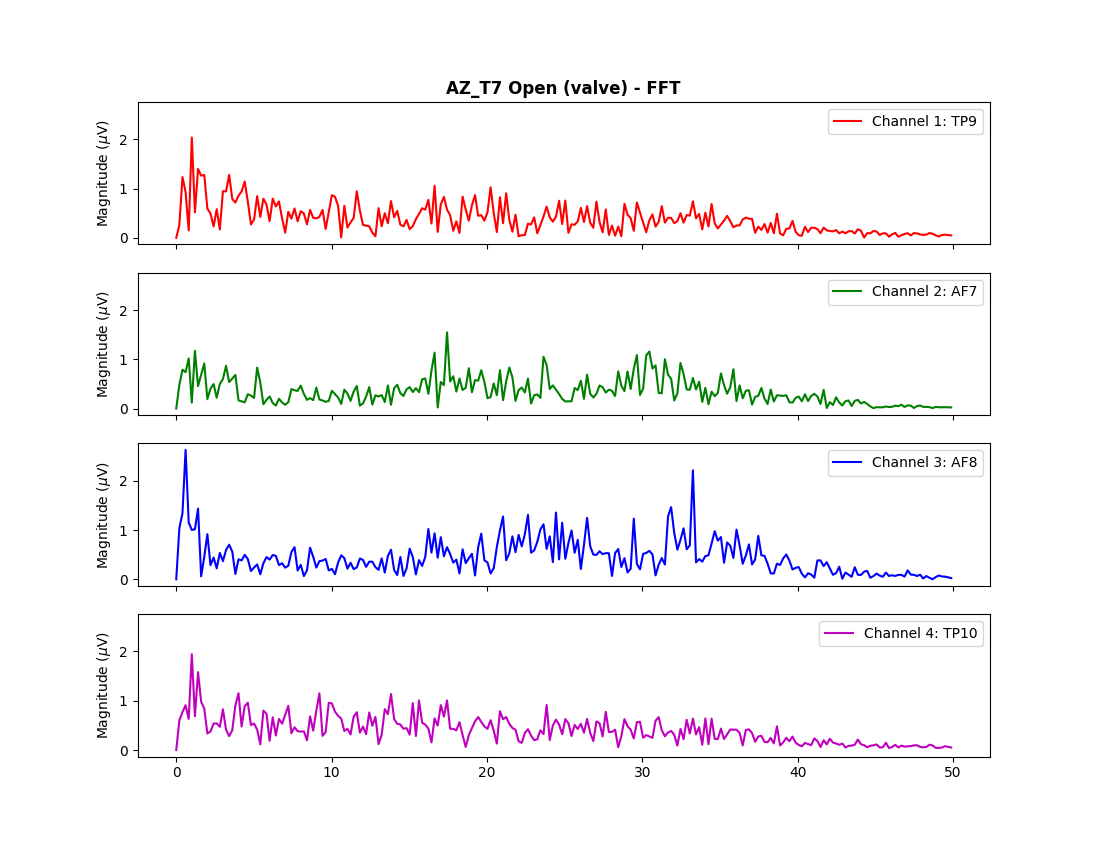 AZ_T7 Open (valve) - FFT
Magnitude (μV)
2
1
0
Channel 1: TP9
Magnitude (μV)
2
1
0
Channel 2: AF7
Magnitude (μV)
2
1
0
Channel 3: AF8
Magnitude (μV)
2
1
0
Channel 4: TP10
0 10 20 30 40 50